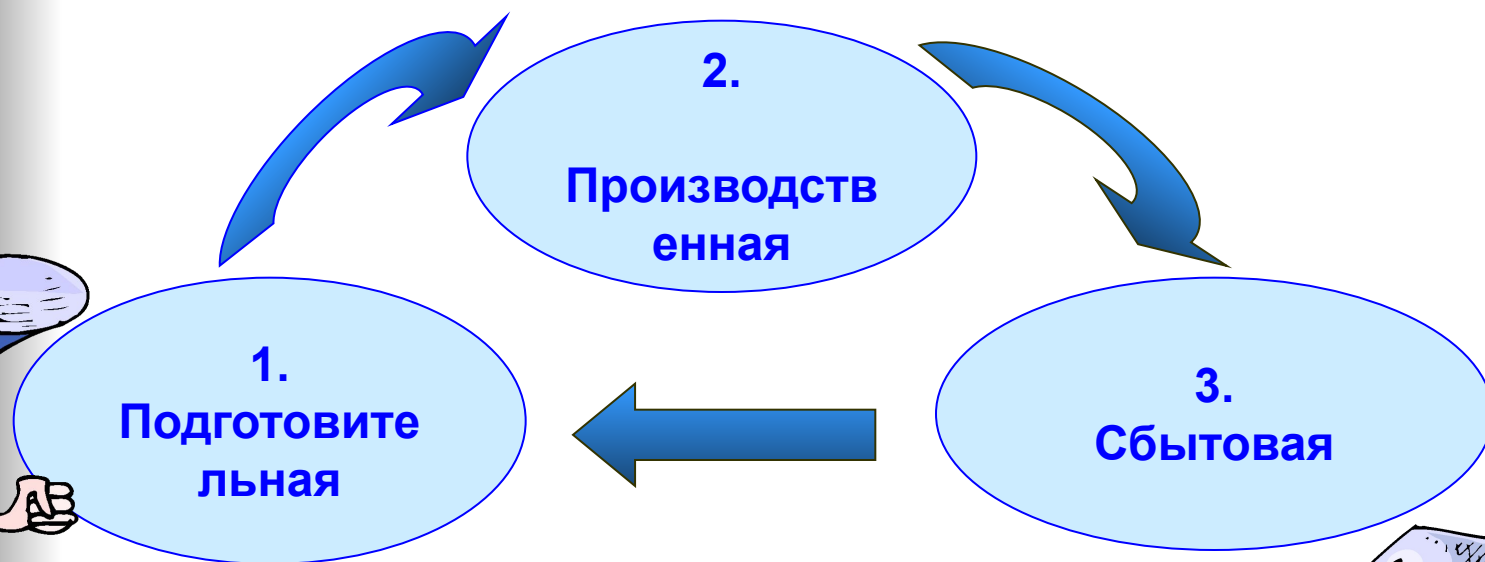 1.
Подготовите
льная
2.
Производств
енная
3.
Сбытовая